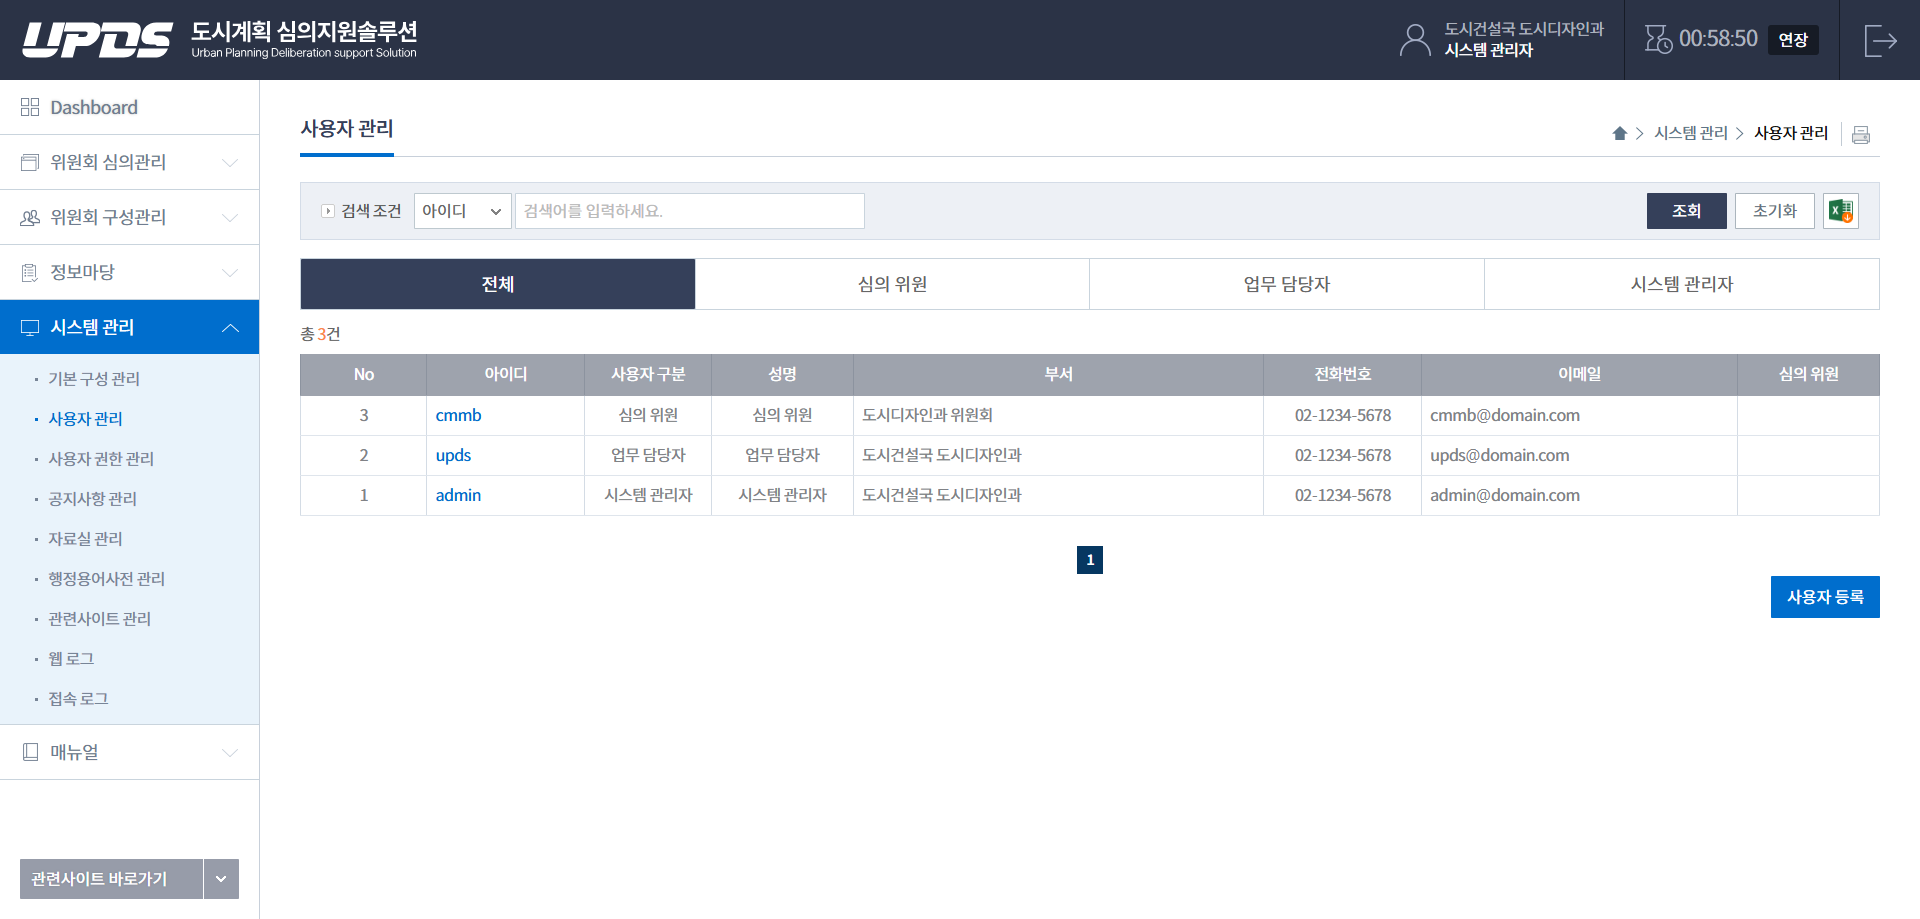 UPDS 도시계획 심의지원솔루션
Urban Planning Deliberation support Solution
도시건설국 도시디자인과
시스템 관리자
00:58:50 연장
Dashboard
위원회 심의관리
위원회 구성관리
정보마당
시스템 관리
기본 구성 관리
사용자 관리
사용자 권한 관리
공지사항 관리
자료실 관리
행정용어사전 관리
관련사이트 관리
웹 로그
접속 로그
매뉴얼
관련사이트 바로가기
사용자 관리
시스템 관리 > 사용자 관리
검색 조건 아이디 검색어를 입력하세요. 조회 초기화
전체 심의 위원 업무 담당자 시스템 관리자
총 3건
No 아이디 사용자 구분 성명 부서 전화번호 이메일 심의 위원
3 cmmb 심의 위원 심의 위원 도시디자인과 위원회 02-1234-5678 cmmb@domain.com
2 upds 업무 담당자 업무 담당자 도시건설국 도시디자인과 02-1234-5678 upds@domain.com
1 admin 시스템 관리자 시스템 관리자 도시건설국 도시디자인과 02-1234-5678 admin@domain.com
1
사용자 등록